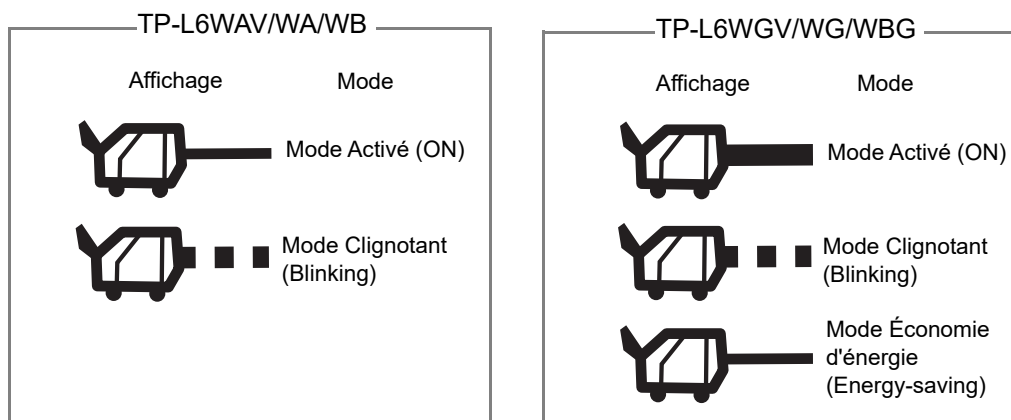 TP-L6WAV/WA/WB
Affichage Mode
Mode Activé (ON)
Mode Clignotant
(Blinking)
TP-L6WGV/WG/WBG
Affichage Mode
Mode Activé (ON)
Mode Clignotant
(Blinking)
Mode Économie
d'énergie
(Energy-saving)